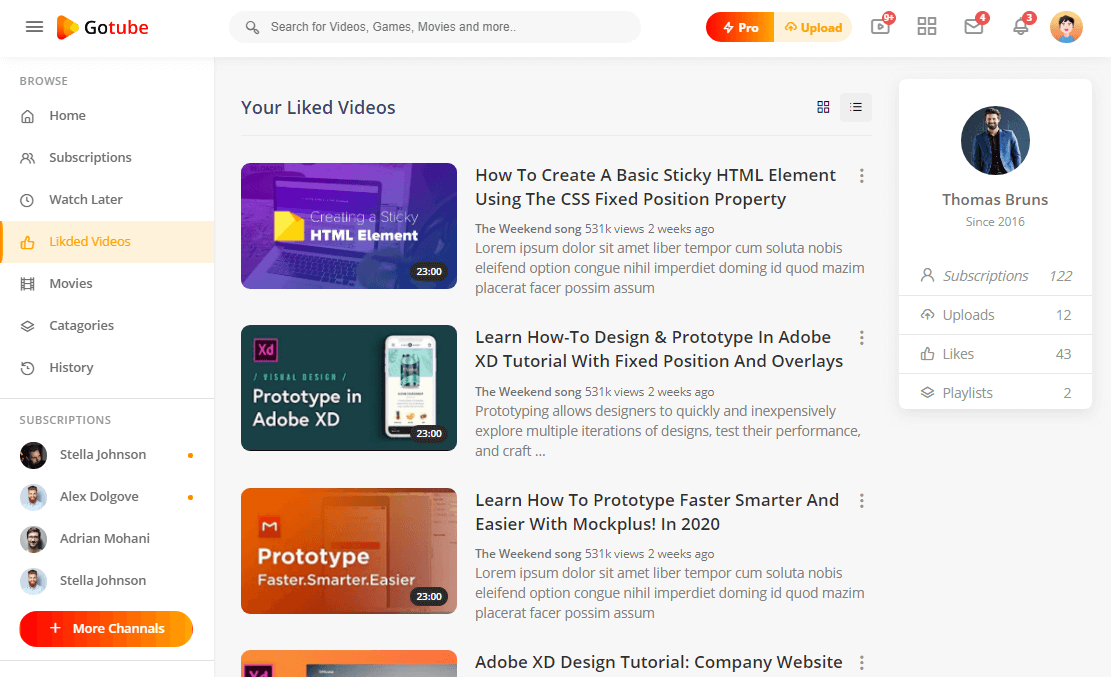 Gotube
Search for Videos, Games, Movies and more..
Pro
Upload
9+
4
3
BROWSE
Home
Subscriptions
Watch Later
Likded Videos
Movies
Catagories
History
SUBSCRIPTIONS
Stella Johnson
Alex Dolgove
Adrian Mohani
Stella Johnson
+ More Channals
Your Liked Videos
Creating a Sticky
HTML Element
23:00
How To Create A Basic Sticky HTML Element
Using The CSS Fixed Position Property
The Weekend song 531k views 2 weeks ago
Lorem ipsum dolor sit amet liber tempor cum soluta nobis
eleifend option congue nihil imperdiet doming id quod mazim
placerat facer possim assum
Xd
/ VISUAL DESIGN /
Prototype in
Adobe XD
23:00
Learn How-To Design & Prototype In Adobe
XD Tutorial With Fixed Position And Overlays
The Weekend song 531k views 2 weeks ago
Prototyping allows designers to quickly and inexpensively
explore multiple iterations of designs, test their performance,
and craft ...
Prototype
Faster.Smarter.Easier
23:00
Learn How To Prototype Faster Smarter And
Easier With Mockplus! In 2020
The Weekend song 531k views 2 weeks ago
Lorem ipsum dolor sit amet liber tempor cum soluta nobis
eleifend option congue nihil imperdiet doming id quod mazim
placerat facer possim assum
Xd
Adobe XD Design Tutorial: Company Website
Thomas Bruns
Since 2016
Subscriptions 122
Uploads 12
Likes 43
Playlists 2